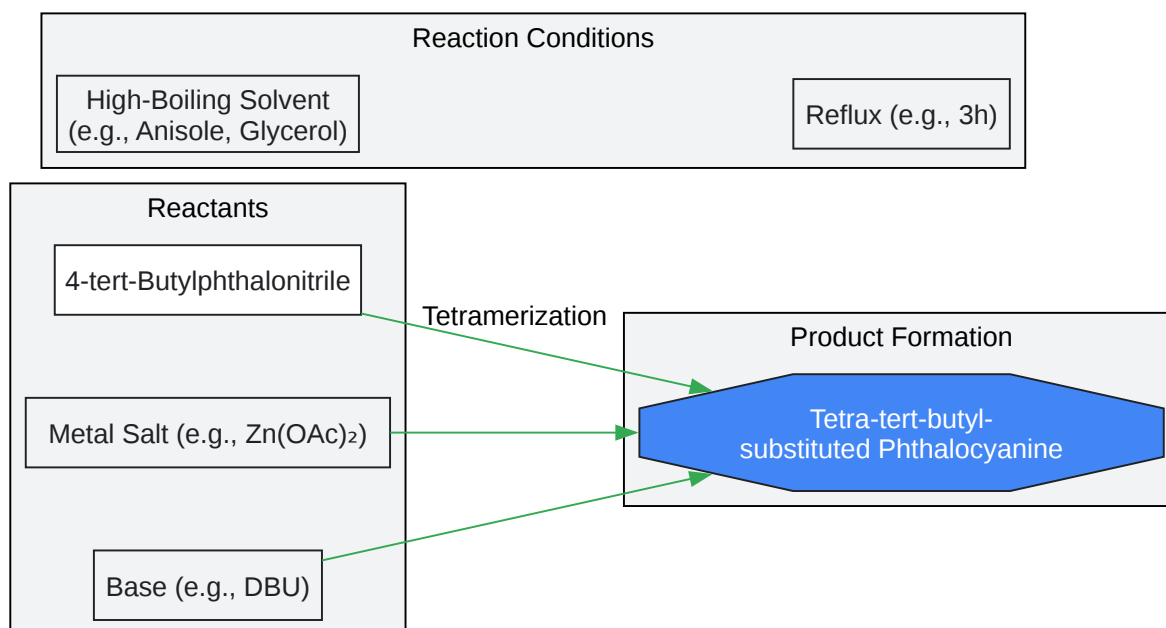 Reaction Conditions
High-Boiling Solvent
(e.g., Anisole, Glycerol)
Reflux (e.g., 3h)
Reactants
4-tert-Butylphthalonitrile
Metal Salt (e.g., Zn(OAc)₂)
Base (e.g., DBU)
Tetramerization
Product Formation
Tetra-tert-butyl-
substituted Phthalocyanine